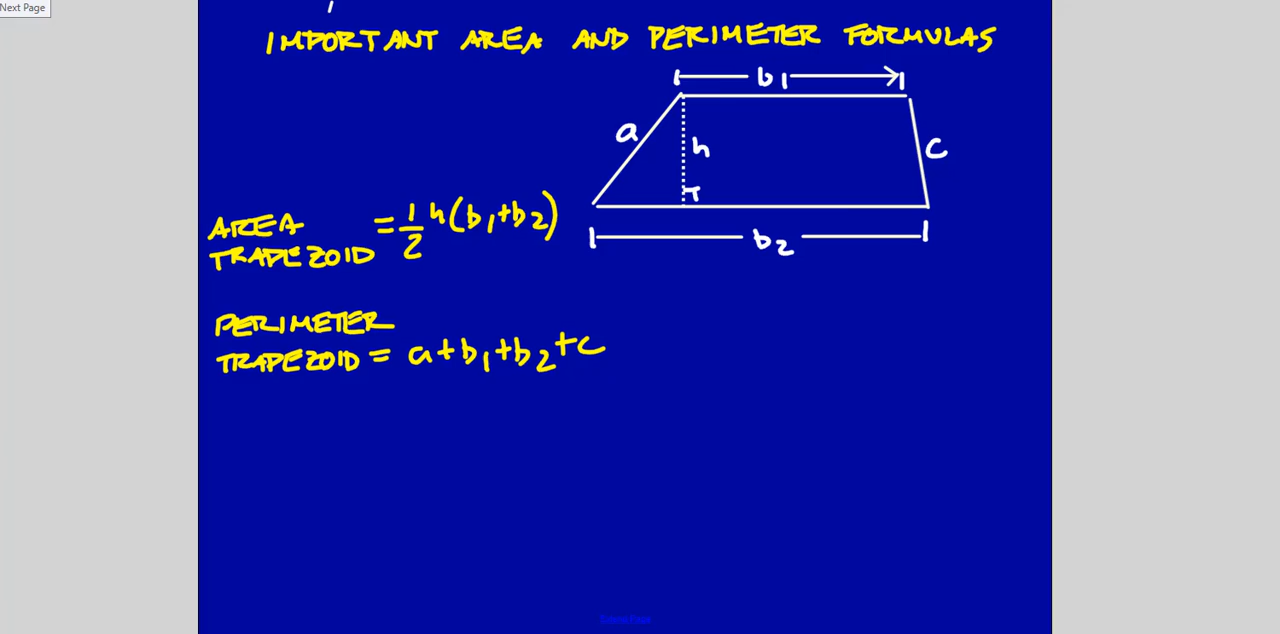 Next Page
IMPORTANT AREA AND PERIMETER FORMULAS
b₁
a
h
c
AREA
TRAPEZOID = 1/2 h(b₁+b₂)
b₂
PERIMETER
TRAPEZOID = a+b₁+b₂+c